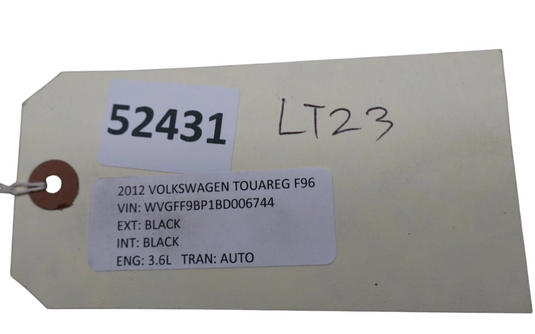 52431
LT23
2012 VOLKSWAGEN TOUAREG F96
VIN: WVGFF9BP1BD006744
EXT: BLACK
INT: BLACK
ENG: 3.6L TRAN: AUTO